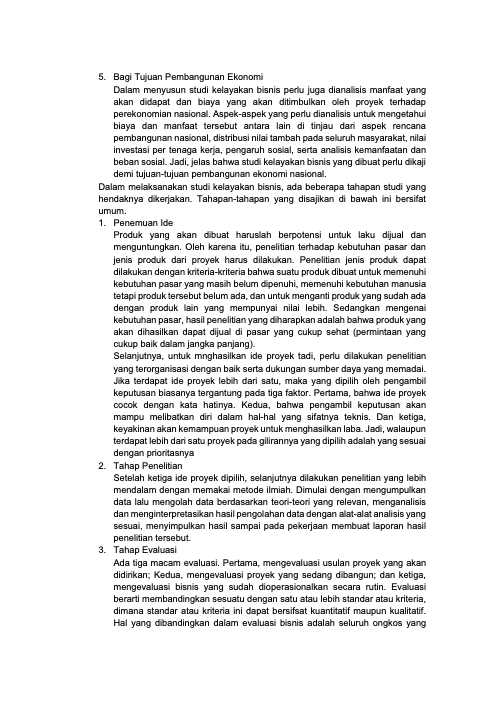 5. Bagi Tujuan Pembangunan Ekonomi
Dalam menyusun studi kelayakan bisnis perlu juga dianalisis manfaat yang
akan didapat dan biaya yang akan ditimbulkan oleh proyek terhadap
perekonomian nasional. Aspek-aspek yang perlu dianalisis untuk mengetahui
biaya dan manfaat tersebut antara lain di tinjau dari aspek rencana
pembangunan nasional, distribusi nilai tambah pada seluruh masyarakat, nilai
investasi per tenaga kerja, pengaruh sosial, serta analisis kemanfaatan dan
beban sosial. Jadi, jelas bahwa studi kelayakan bisnis yang dibuat perlu dikaji
demi tujuan-tujuan pembangunan ekonomi nasional.
Dalam melaksanakan studi kelayakan bisnis, ada beberapa tahapan studi yang
hendaknya dikerjakan. Tahapan-tahapan yang disajikan di bawah ini bersifat
umum.
1. Penemuan Ide
Produk yang akan dibuat haruslah berpotensi untuk laku dijual dan
menguntungkan. Oleh karena itu, penelitian terhadap kebutuhan pasar dan
jenis produk dari proyek harus dilakukan. Penelitian jenis produk dapat
dilakukan dengan kriteria-kriteria bahwa suatu produk dibuat untuk memenuhi
kebutuhan pasar yang masih belum dipenuhi, memenuhi kebutuhan manusia
tetapi produk tersebut belum ada, dan untuk menganti produk yang sudah ada
dengan produk lain yang mempunyai nilai lebih. Sedangkan mengenai
kebutuhan pasar, hasil penelitian yang diharapkan adalah bahwa produk yang
akan dihasilkan dapat dijual di pasar yang cukup sehat (permintaan yang
cukup baik dalam jangka panjang).
Selanjutnya, untuk mnghasilkan ide proyek tadi, perlu dilakukan penelitian
yang terorganisasi dengan baik serta dukungan sumber daya yang memadai.
Jika terdapat ide proyek lebih dari satu, maka yang dipilih oleh pengambil
keputusan biasanya tergantung pada tiga faktor. Pertama, bahwa ide proyek
cocok dengan kata hatinya. Kedua, bahwa pengambil keputusan akan
mampu melibatkan diri dalam hal-hal yang sifatnya teknis. Dan ketiga,
keyakinan akan kemampuan proyek untuk menghasilkan laba. Jadi, walaupun
terdapat lebih dari satu proyek pada gilirannya yang dipilih adalah yang sesuai
dengan prioritasnya
2. Tahap Penelitian
Setelah ketiga ide proyek dipilih, selanjutnya dilakukan penelitian yang lebih
mendalam dengan memakai metode ilmiah. Dimulai dengan mengumpulkan
data lalu mengolah data berdasarkan teori-teori yang relevan, menganalisis
dan menginterpretasikan hasil pengolahan data dengan alat-alat analisis yang
sesuai, menyimpulkan hasil sampai pada pekerjaan membuat laporan hasil
penelitian tersebut.
3. Tahap Evaluasi
Ada tiga macam evaluasi. Pertama, mengevaluasi usulan proyek yang akan
didirikan; Kedua, mengevaluasi proyek yang sedang dibangun; dan ketiga,
mengevaluasi bisnis yang sudah dioperasionalkan secara rutin. Evaluasi
berarti membandingkan sesuatu dengan satu atau lebih standar atau kriteria,
dimana standar atau kriteria ini dapat bersifsat kuantitatif maupun kualitatif.
Hal yang dibandingkan dalam evaluasi bisnis adalah seluruh ongkos yang